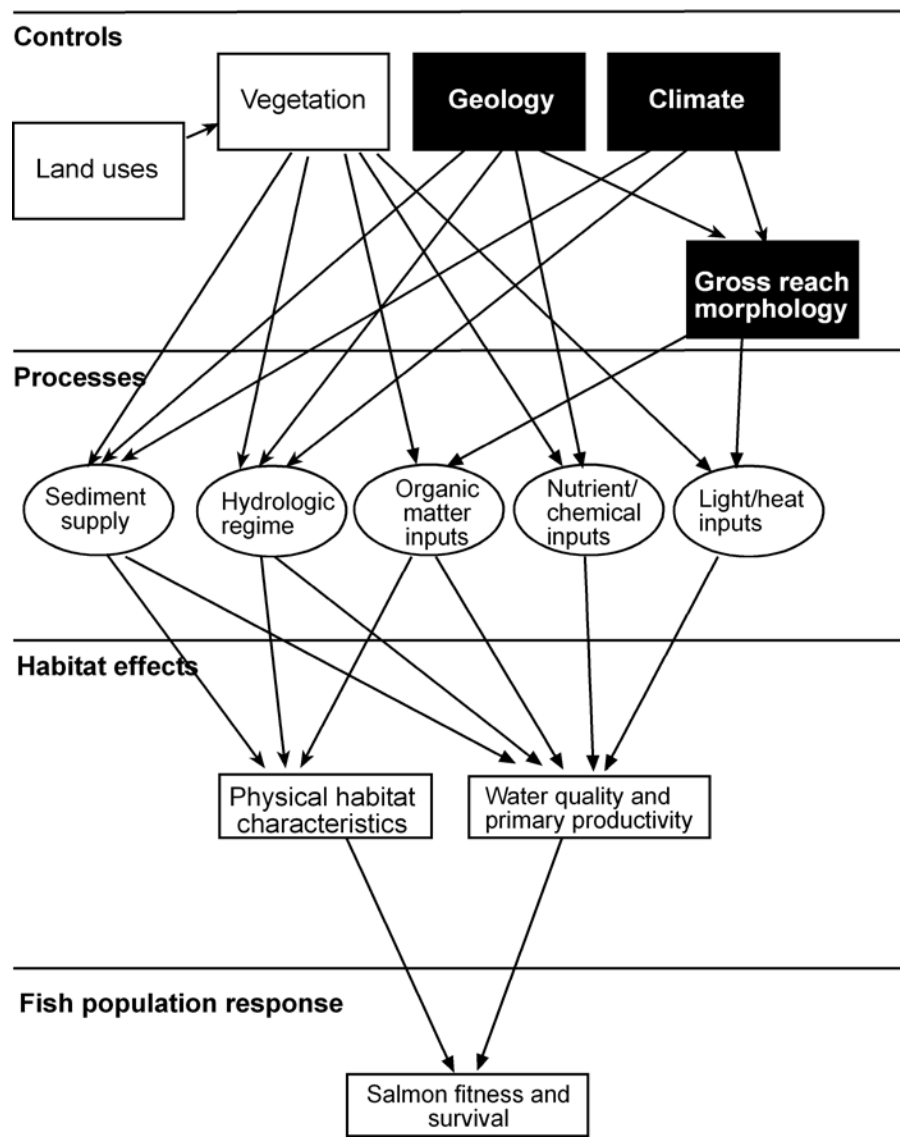 Controls
Vegetation
Geology
Climate
Land uses
Gross reach
morphology
Processes
Sediment
supply
Hydrologic
regime
Organic
matter
inputs
Nutrient/
chemical
inputs
Light/heat
inputs
Habitat effects
Physical habitat
characteristics
Water quality and
primary productivity
Fish population response
Salmon fitness and
survival